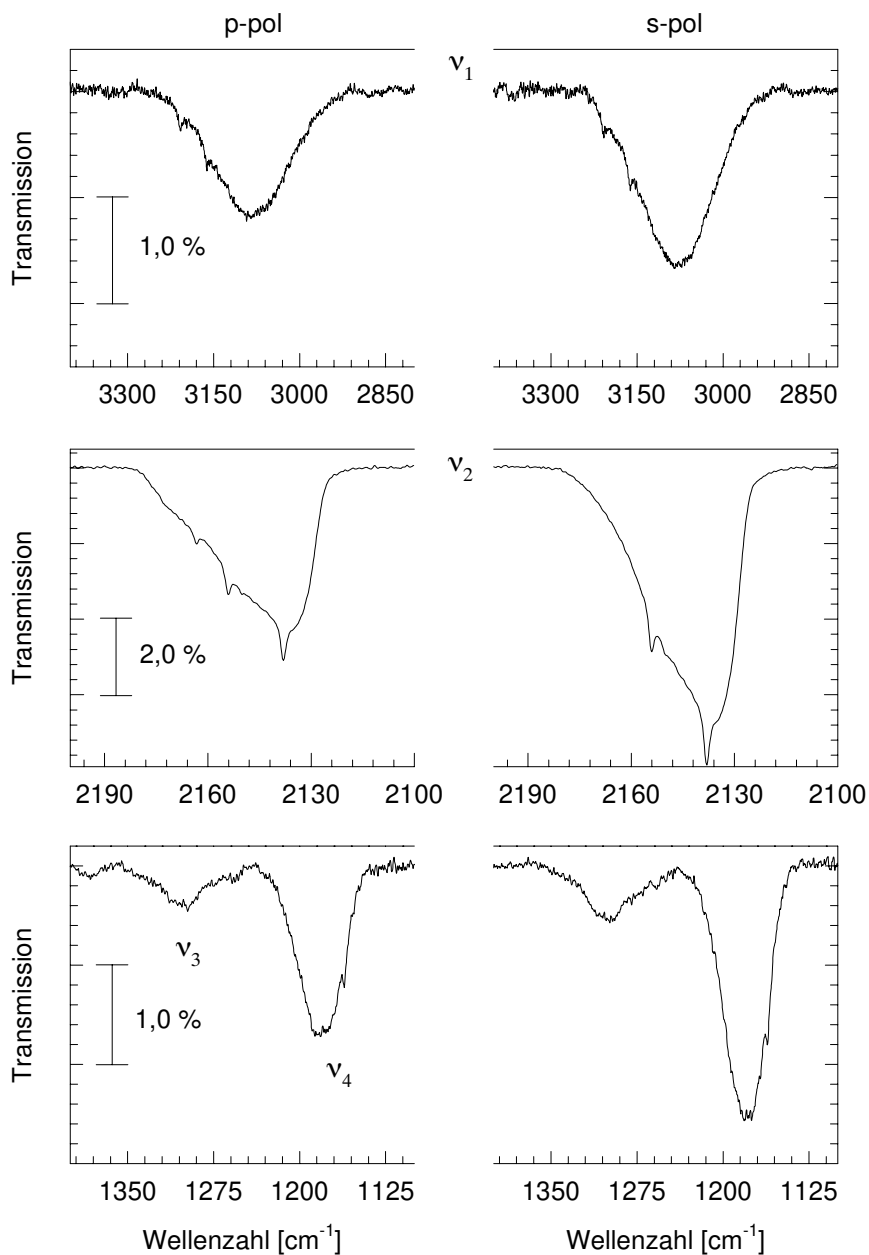 p-pol
s-pol
ν1
Transmission
1,0 %
3300 3150 3000 2850
3300 3150 3000 2850
ν2
Transmission
2,0 %
2190 2160 2130 2100
2190 2160 2130 2100
Transmission
ν3
1,0 %
ν4
1350 1275 1200 1125
1350 1275 1200 1125
Wellenzahl [cm⁻¹]
Wellenzahl [cm⁻¹]